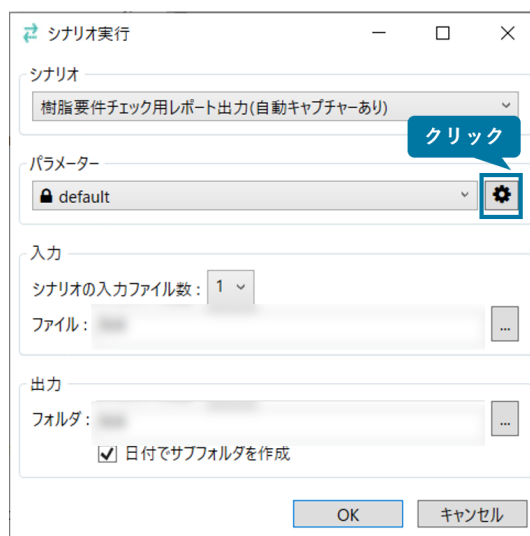 シナリオ実行
シナリオ
樹脂要件チェック用レポート出力(自動キャプチャーあり)
クリック
パラメーター
default
入力
シナリオの入力ファイル数 : 1
ファイル :
...
出力
フォルダ :
...
日付でサブフォルダを作成
OK キャンセル